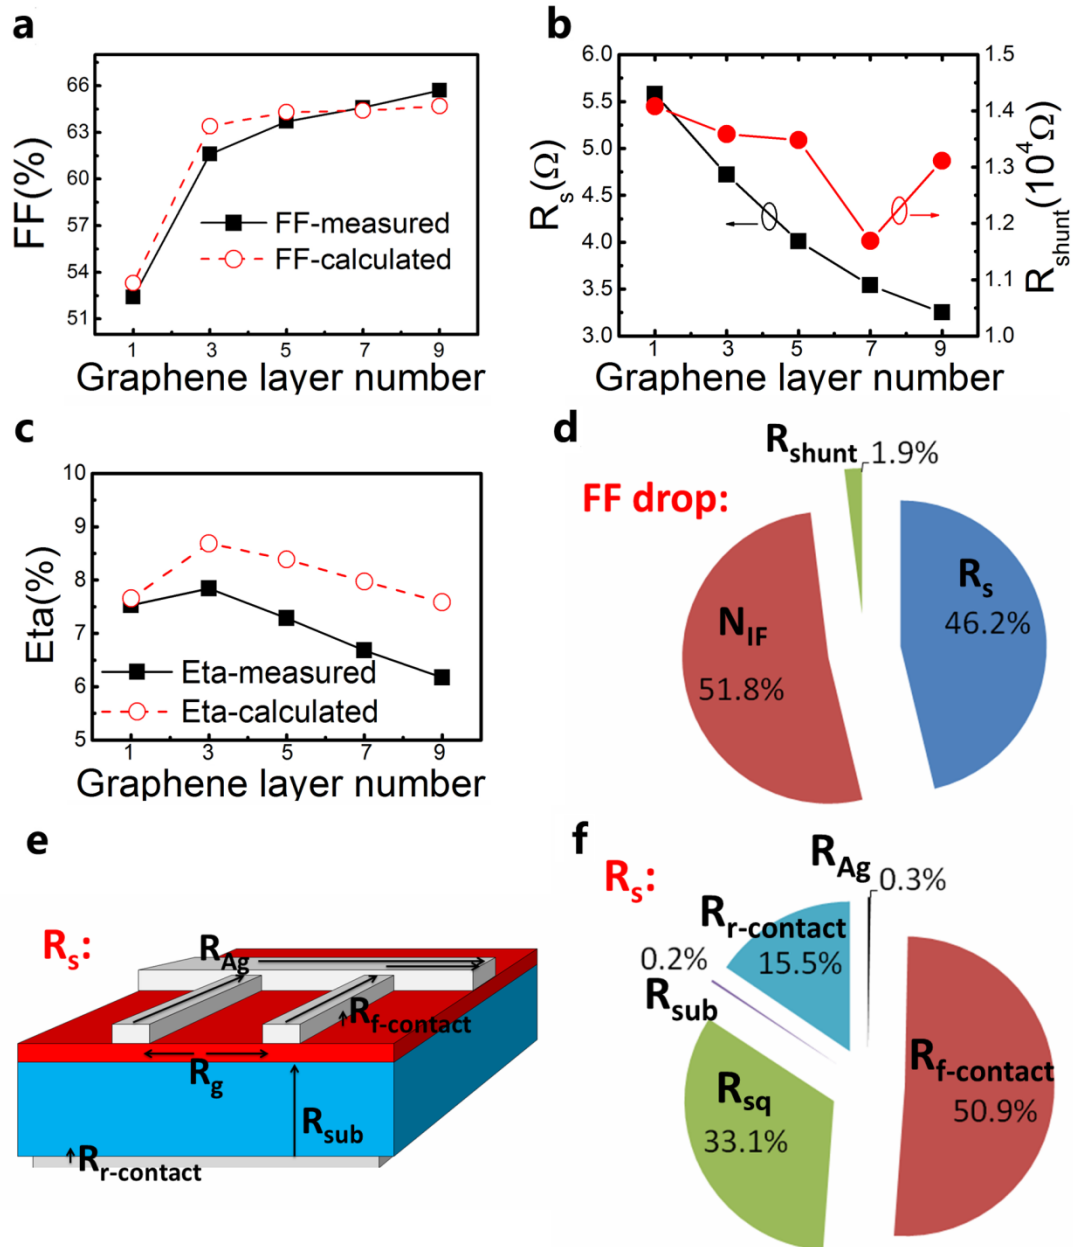 a
FF(%)
66
63
60
57
54
51
FF-measured
FF-calculated
1 3 5 7 9
Graphene layer number
b
Rs(Ω)
6.0
5.5
5.0
4.5
4.0
3.5
3.0
1.5
1.4
1.3
1.2
1.1
1.0
Rshunt(10⁴Ω)
1 3 5 7 9
Graphene layer number
c
Eta(%)
10
9
8
7
6
5
Eta-measured
Eta-calculated
1 3 5 7 9
Graphene layer number
d
FF drop:
Rshunt 1.9%
Rs
46.2%
NIF
51.8%
e
Rs:
RAg
Rf-contact
Rg
Rsub
Rr-contact
f
Rs:
RAg 0.3%
Rr-contact
15.5%
0.2%
Rsub
Rf-contact
50.9%
Rsq
33.1%